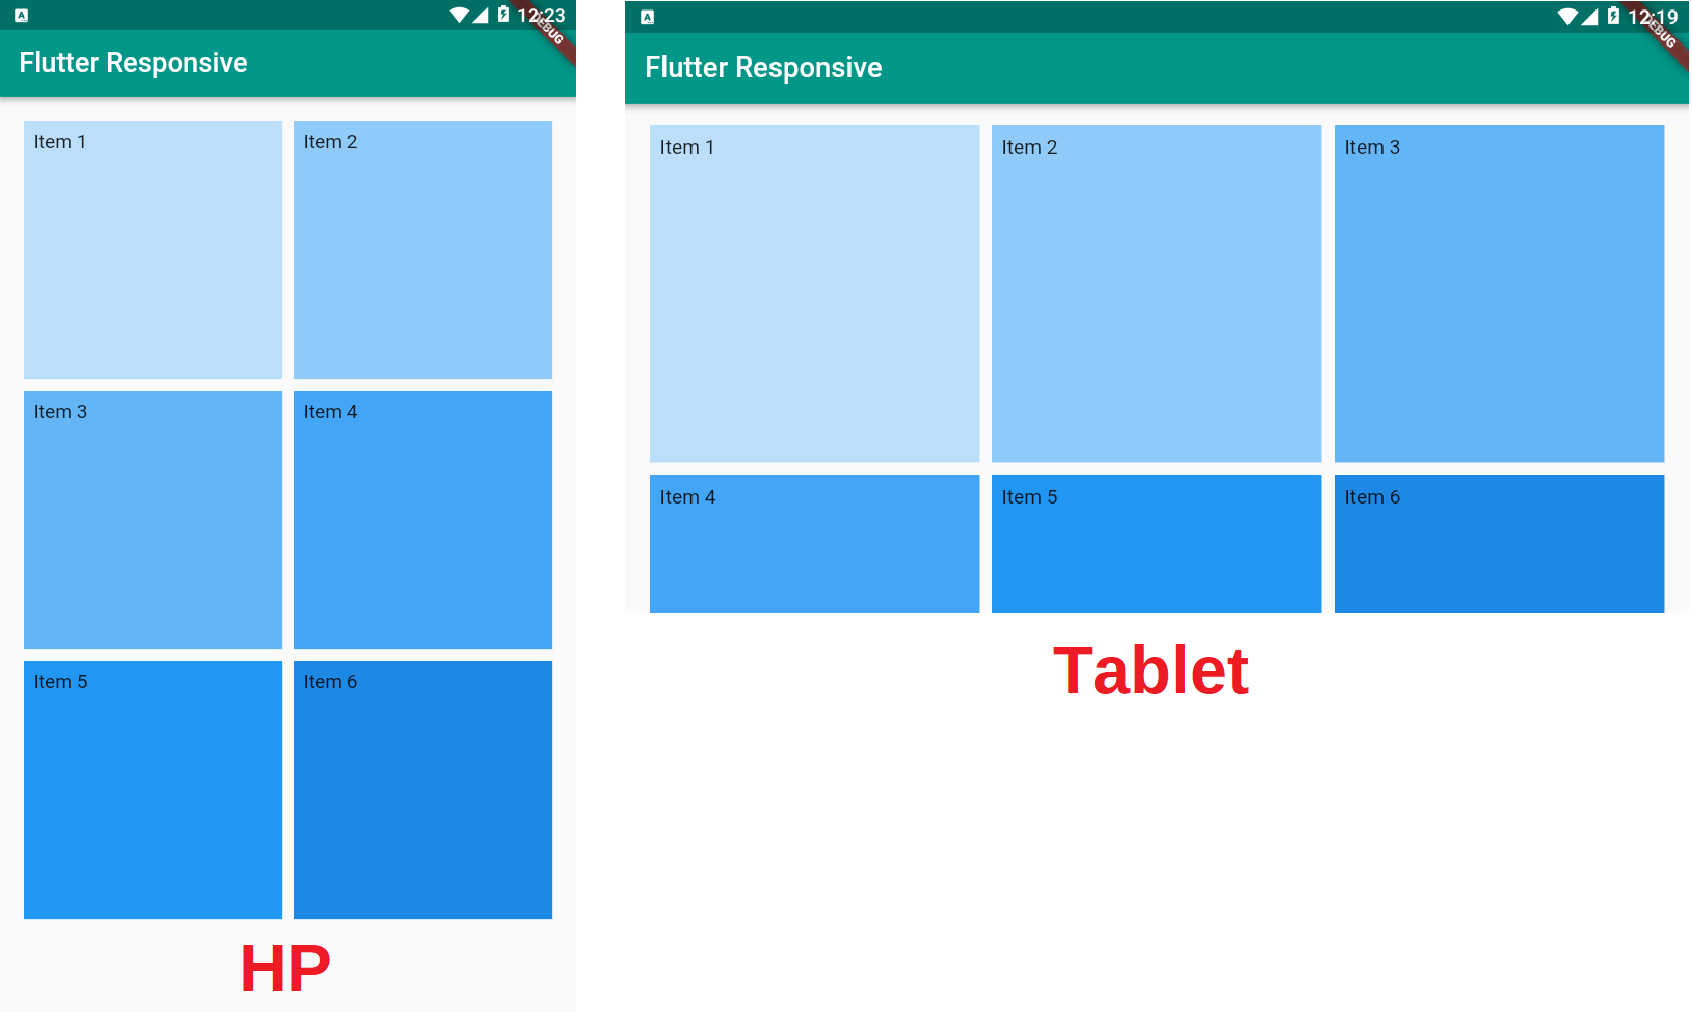 12:23
DEBUG
Flutter Responsive
Item 1
Item 2
Item 3
Item 4
Item 5
Item 6
HP
12:19
DEBUG
Flutter Responsive
Item 1
Item 2
Item 3
Item 4
Item 5
Item 6
Tablet